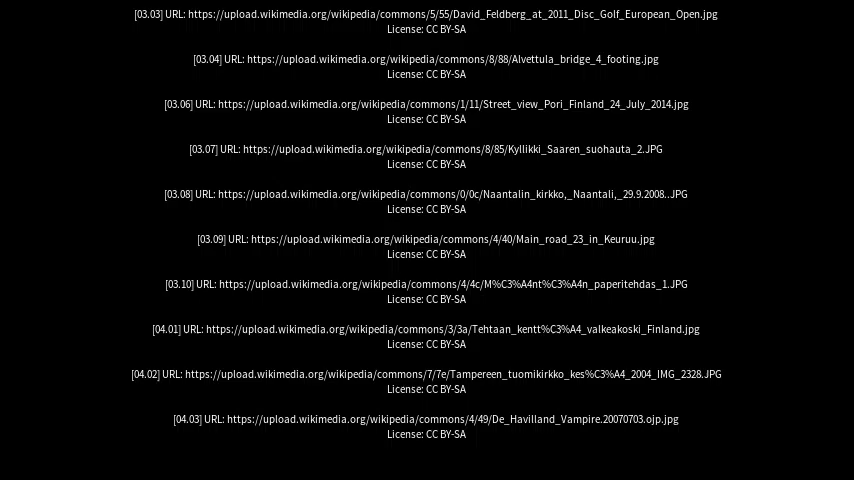 [03.03] URL: https://upload.wikimedia.org/wikipedia/commons/5/55/David_Feldberg_at_2011_Disc_Golf_European_Open.jpg
License: CC BY-SA
[03.04] URL: https://upload.wikimedia.org/wikipedia/commons/8/88/Alvettula_bridge_4_footing.jpg
License: CC BY-SA
[03.06] URL: https://upload.wikimedia.org/wikipedia/commons/1/11/Street_view_Pori_Finland_24_July_2014.jpg
License: CC BY-SA
[03.07] URL: https://upload.wikimedia.org/wikipedia/commons/8/85/Kyllikki_Saaren_suohauta_2.JPG
License: CC BY-SA
[03.08] URL: https://upload.wikimedia.org/wikipedia/commons/0/0c/Naantalin_kirkko,_Naantali,_29.9.2008..JPG
License: CC BY-SA
[03.09] URL: https://upload.wikimedia.org/wikipedia/commons/4/40/Main_road_23_in_Keuruu.jpg
License: CC BY-SA
[03.10] URL: https://upload.wikimedia.org/wikipedia/commons/4/4c/M%C3%A4nt%C3%A4n_paperitehdas_1.JPG
License: CC BY-SA
[04.01] URL: https://upload.wikimedia.org/wikipedia/commons/3/3a/Tehtaan_kentt%C3%A4_valkeakoski_Finland.jpg
License: CC BY-SA
[04.02] URL: https://upload.wikimedia.org/wikipedia/commons/7/7e/Tampereen_tuomikirkko_kes%C3%A4_2004_IMG_2328.JPG
License: CC BY-SA
[04.03] URL: https://upload.wikimedia.org/wikipedia/commons/4/49/De_Havilland_Vampire.20070703.ojp.jpg
License: CC BY-SA